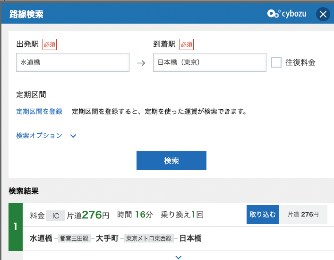 路線検索
cybozu
出発駅 必須
到着駅 必須
水道橋
→
日本橋（東京）
往復料金
定期区間
定期区間を登録 定期区間を登録すると、定期を使った運賃が検索できます。
検索オプション
検索
検索結果
1
料金 IC 片道276円 時間 16分 乗り換え1回
取り込む
片道 276円
水道橋 都営三田線 大手町 東京メトロ東西線 日本橋